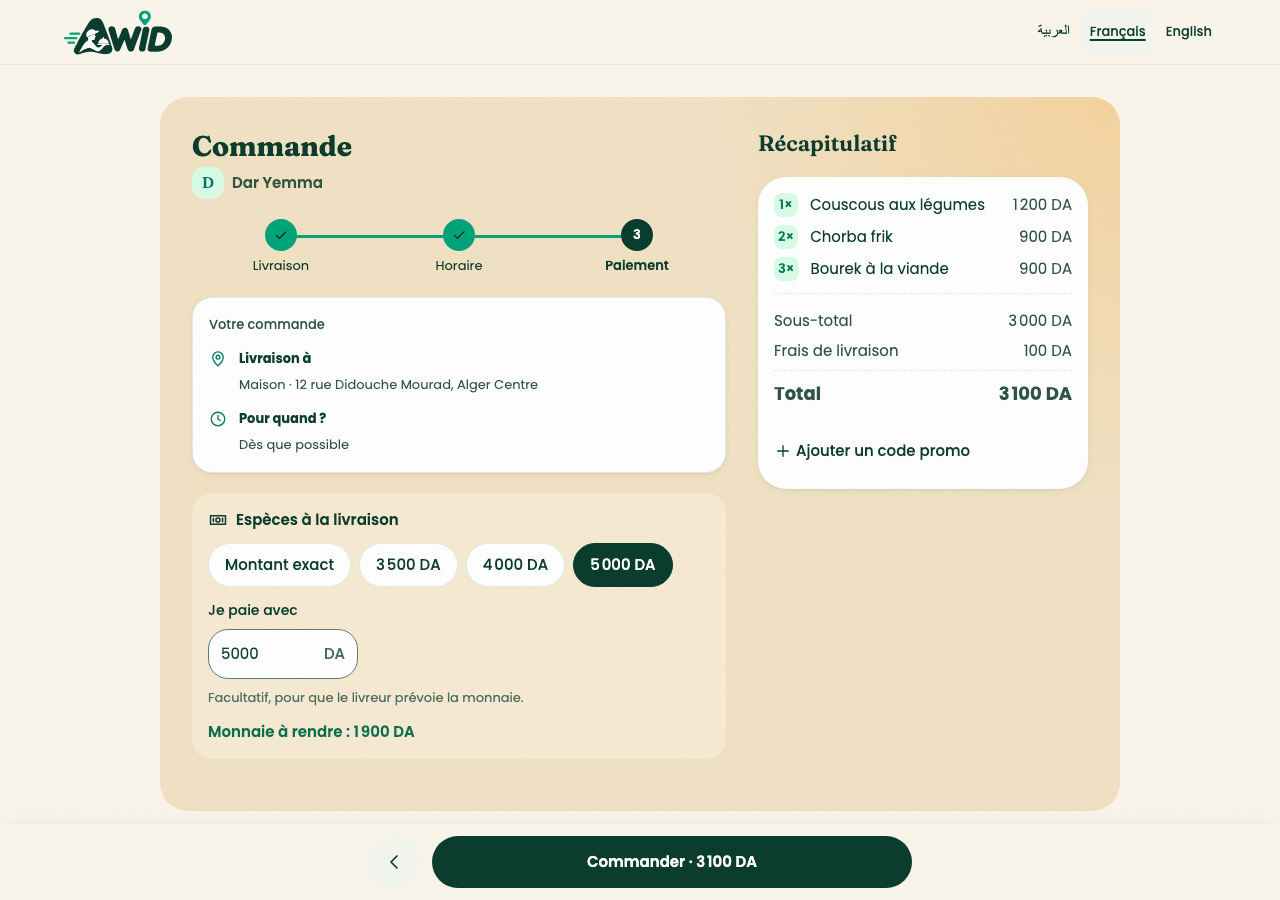 AWiD
العربية
Français
English
Commande
D Dar Yemma
3
Livraison
Horaire
Paiement
Votre commande
Livraison à
Maison · 12 rue Didouche Mourad, Alger Centre
Pour quand ?
Dès que possible
Espèces à la livraison
Montant exact
3 500 DA
4 000 DA
5 000 DA
Je paie avec
5000 DA
Facultatif, pour que le livreur prévoie la monnaie.
Monnaie à rendre : 1 900 DA
Récapitulatif
1× Couscous aux légumes 1 200 DA
2× Chorba frik 900 DA
3× Bourek à la viande 900 DA
Sous-total 3 000 DA
Frais de livraison 100 DA
Total 3 100 DA
Ajouter un code promo
Commander · 3 100 DA